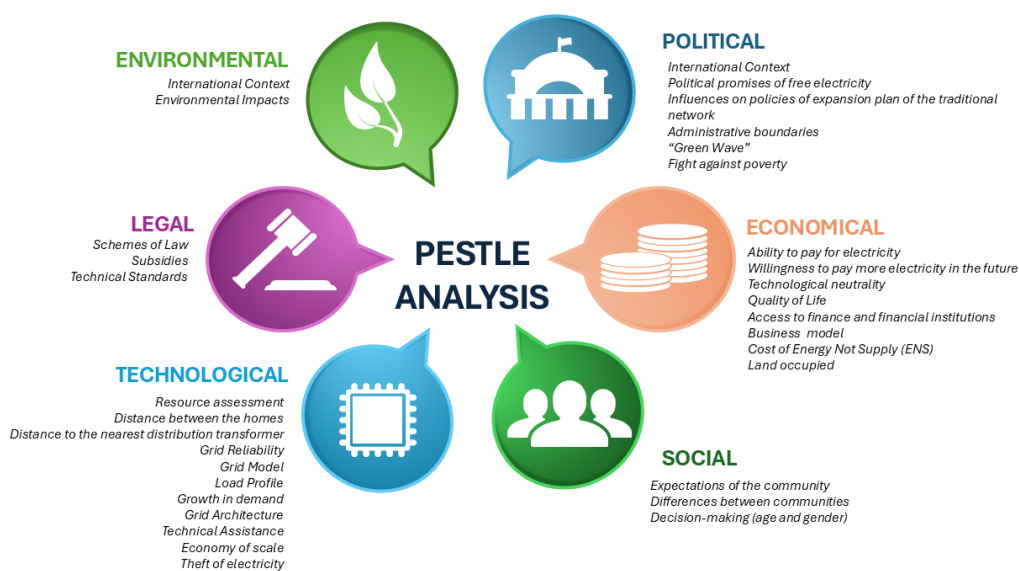 ENVIRONMENTAL
International Context
Environmental Impacts
POLITICAL
International Context
Political promises of free electricity
Influences on policies of expansion plan of the traditional
network
Administrative boundaries
“Green Wave”
Fight against poverty
LEGAL
Schemes of Law
Subsidies
Technical Standards
PESTLE
ANALYSIS
ECONOMICAL
Ability to pay for electricity
Willingness to pay more electricity in the future
Technological neutrality
Quality of Life
Access to finance and financial institutions
Business model
Cost of Energy Not Supply (ENS)
Land occupied
TECHNOLOGICAL
Resource assessment
Distance between the homes
Distance to the nearest distribution transformer
Grid Reliability
Grid Model
Load Profile
Growth in demand
Grid Architecture
Technical Assistance
Economy of scale
Theft of electricity
SOCIAL
Expectations of the community
Differences between communities
Decision-making (age and gender)